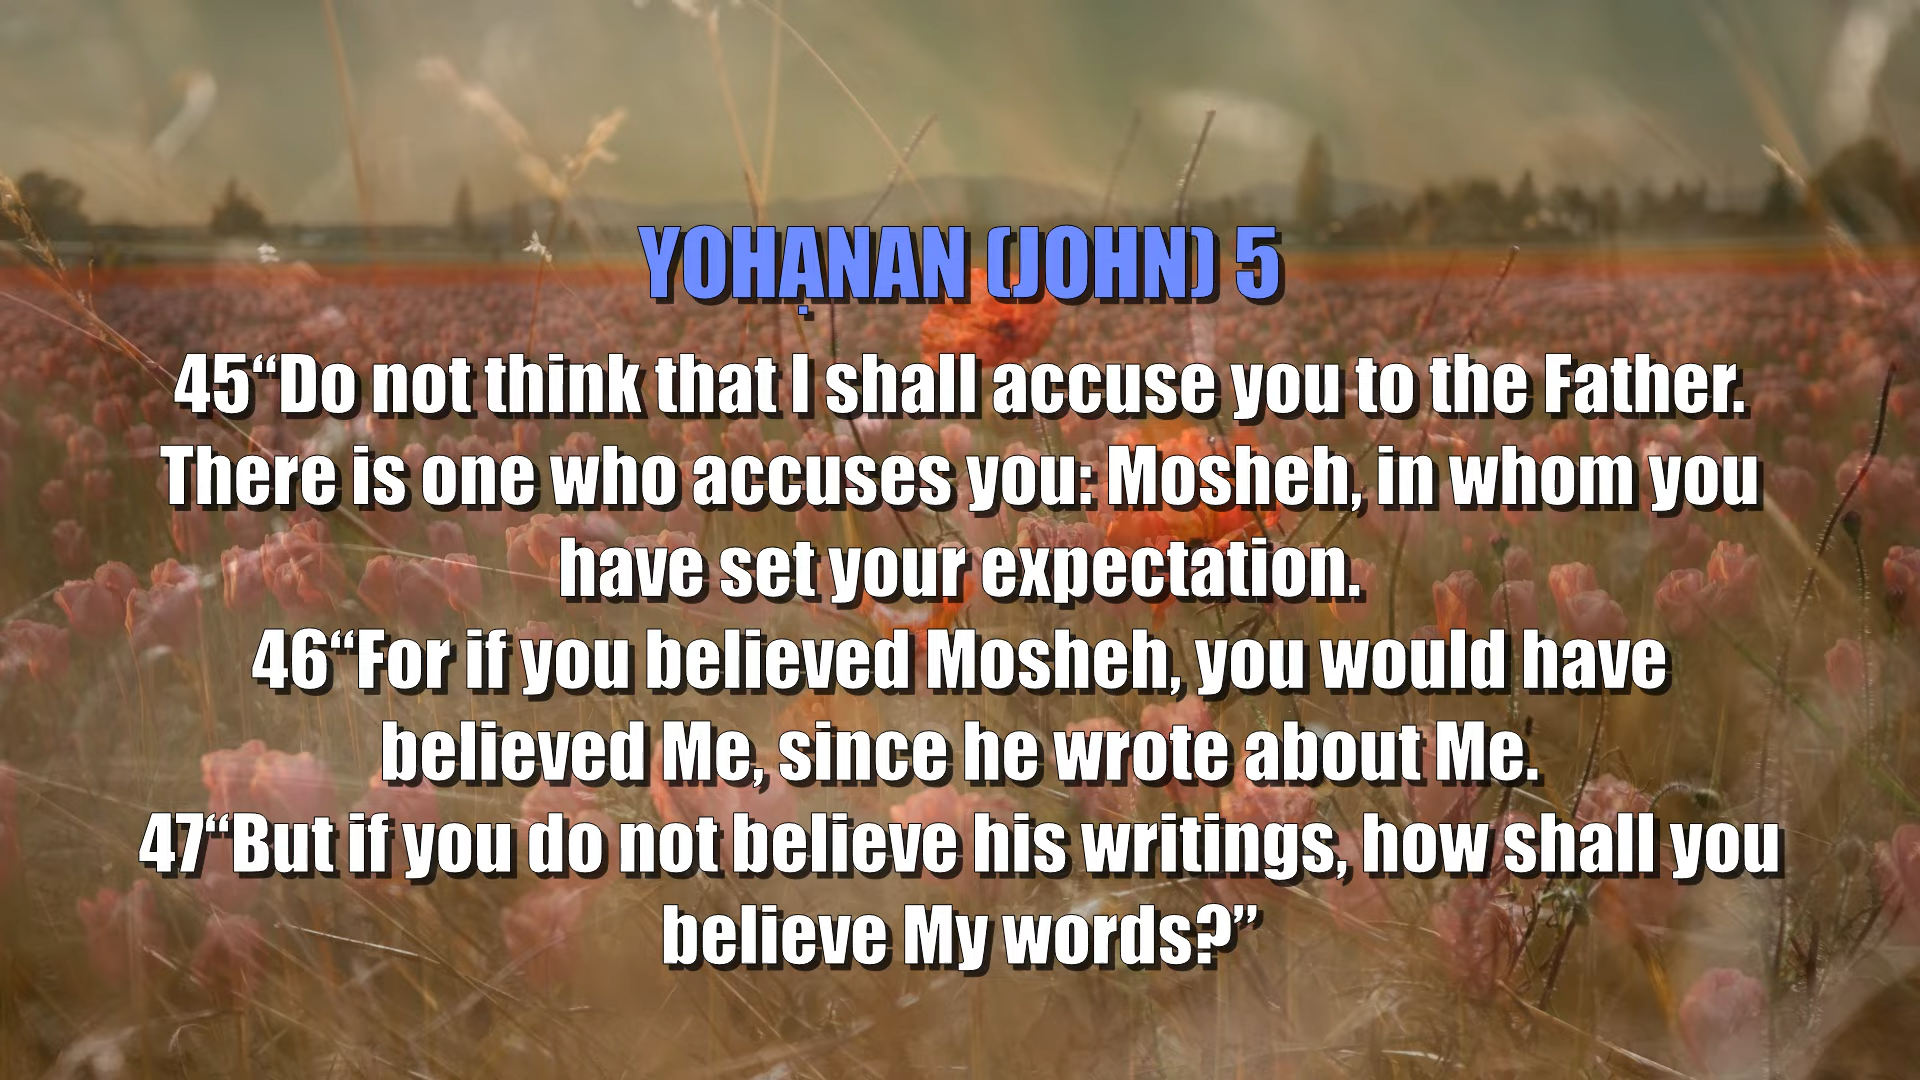 YOHẠNAN (JOHN) 5
45“Do not think that I shall accuse you to the Father.
There is one who accuses you: Mosheh, in whom you
have set your expectation.
46“For if you believed Mosheh, you would have
believed Me, since he wrote about Me.
47“But if you do not believe his writings, how shall you
believe My words?”